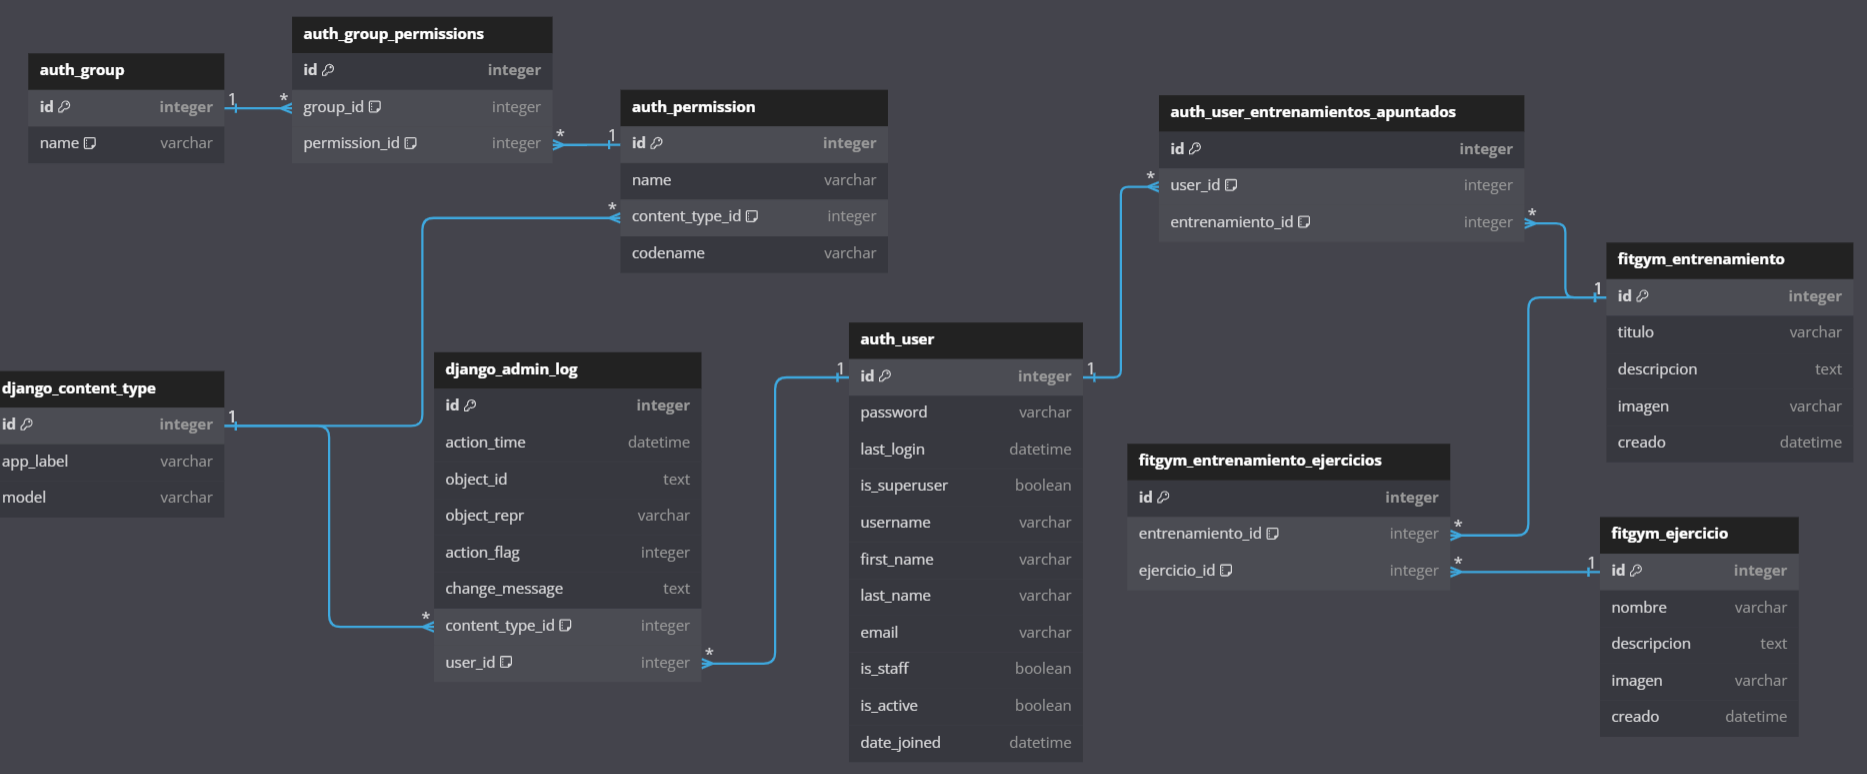 auth_group
id integer
name varchar
1 *
auth_group_permissions
id integer
group_id integer
permission_id integer
* 1
auth_permission
id integer
name varchar
content_type_id integer
codename varchar
*
django_content_type
id integer
app_label varchar
model varchar
1
django_admin_log
id integer
action_time datetime
object_id text
object_repr varchar
action_flag integer
change_message text
content_type_id integer
user_id integer
*
*
auth_user
id integer
password varchar
last_login datetime
is_superuser boolean
username varchar
first_name varchar
last_name varchar
email varchar
is_staff boolean
is_active boolean
date_joined datetime
1 1
auth_user_entrenamientos_apuntados
id integer
user_id integer
entrenamiento_id integer
*
*
fitgym_entrenamiento
id integer
titulo varchar
descripcion text
imagen varchar
creado datetime
1
fitgym_entrenamiento_ejercicios
id integer
entrenamiento_id integer
ejercicio_id integer
*
* 1
fitgym_ejercicio
id integer
nombre varchar
descripcion text
imagen varchar
creado datetime